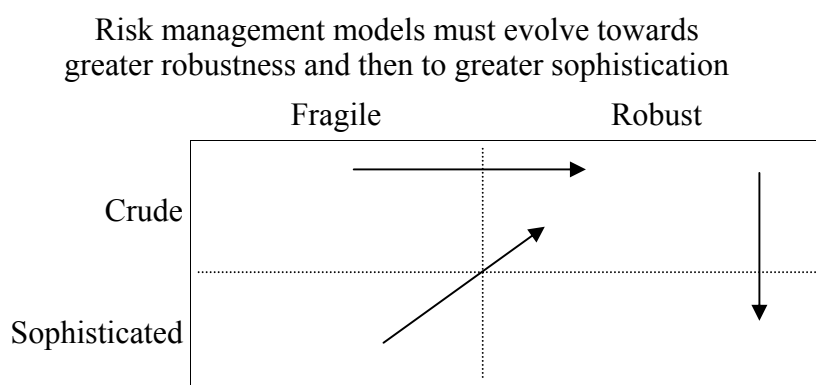 Risk management models must evolve towards
greater robustness and then to greater sophistication
Fragile Robust
Crude
Sophisticated